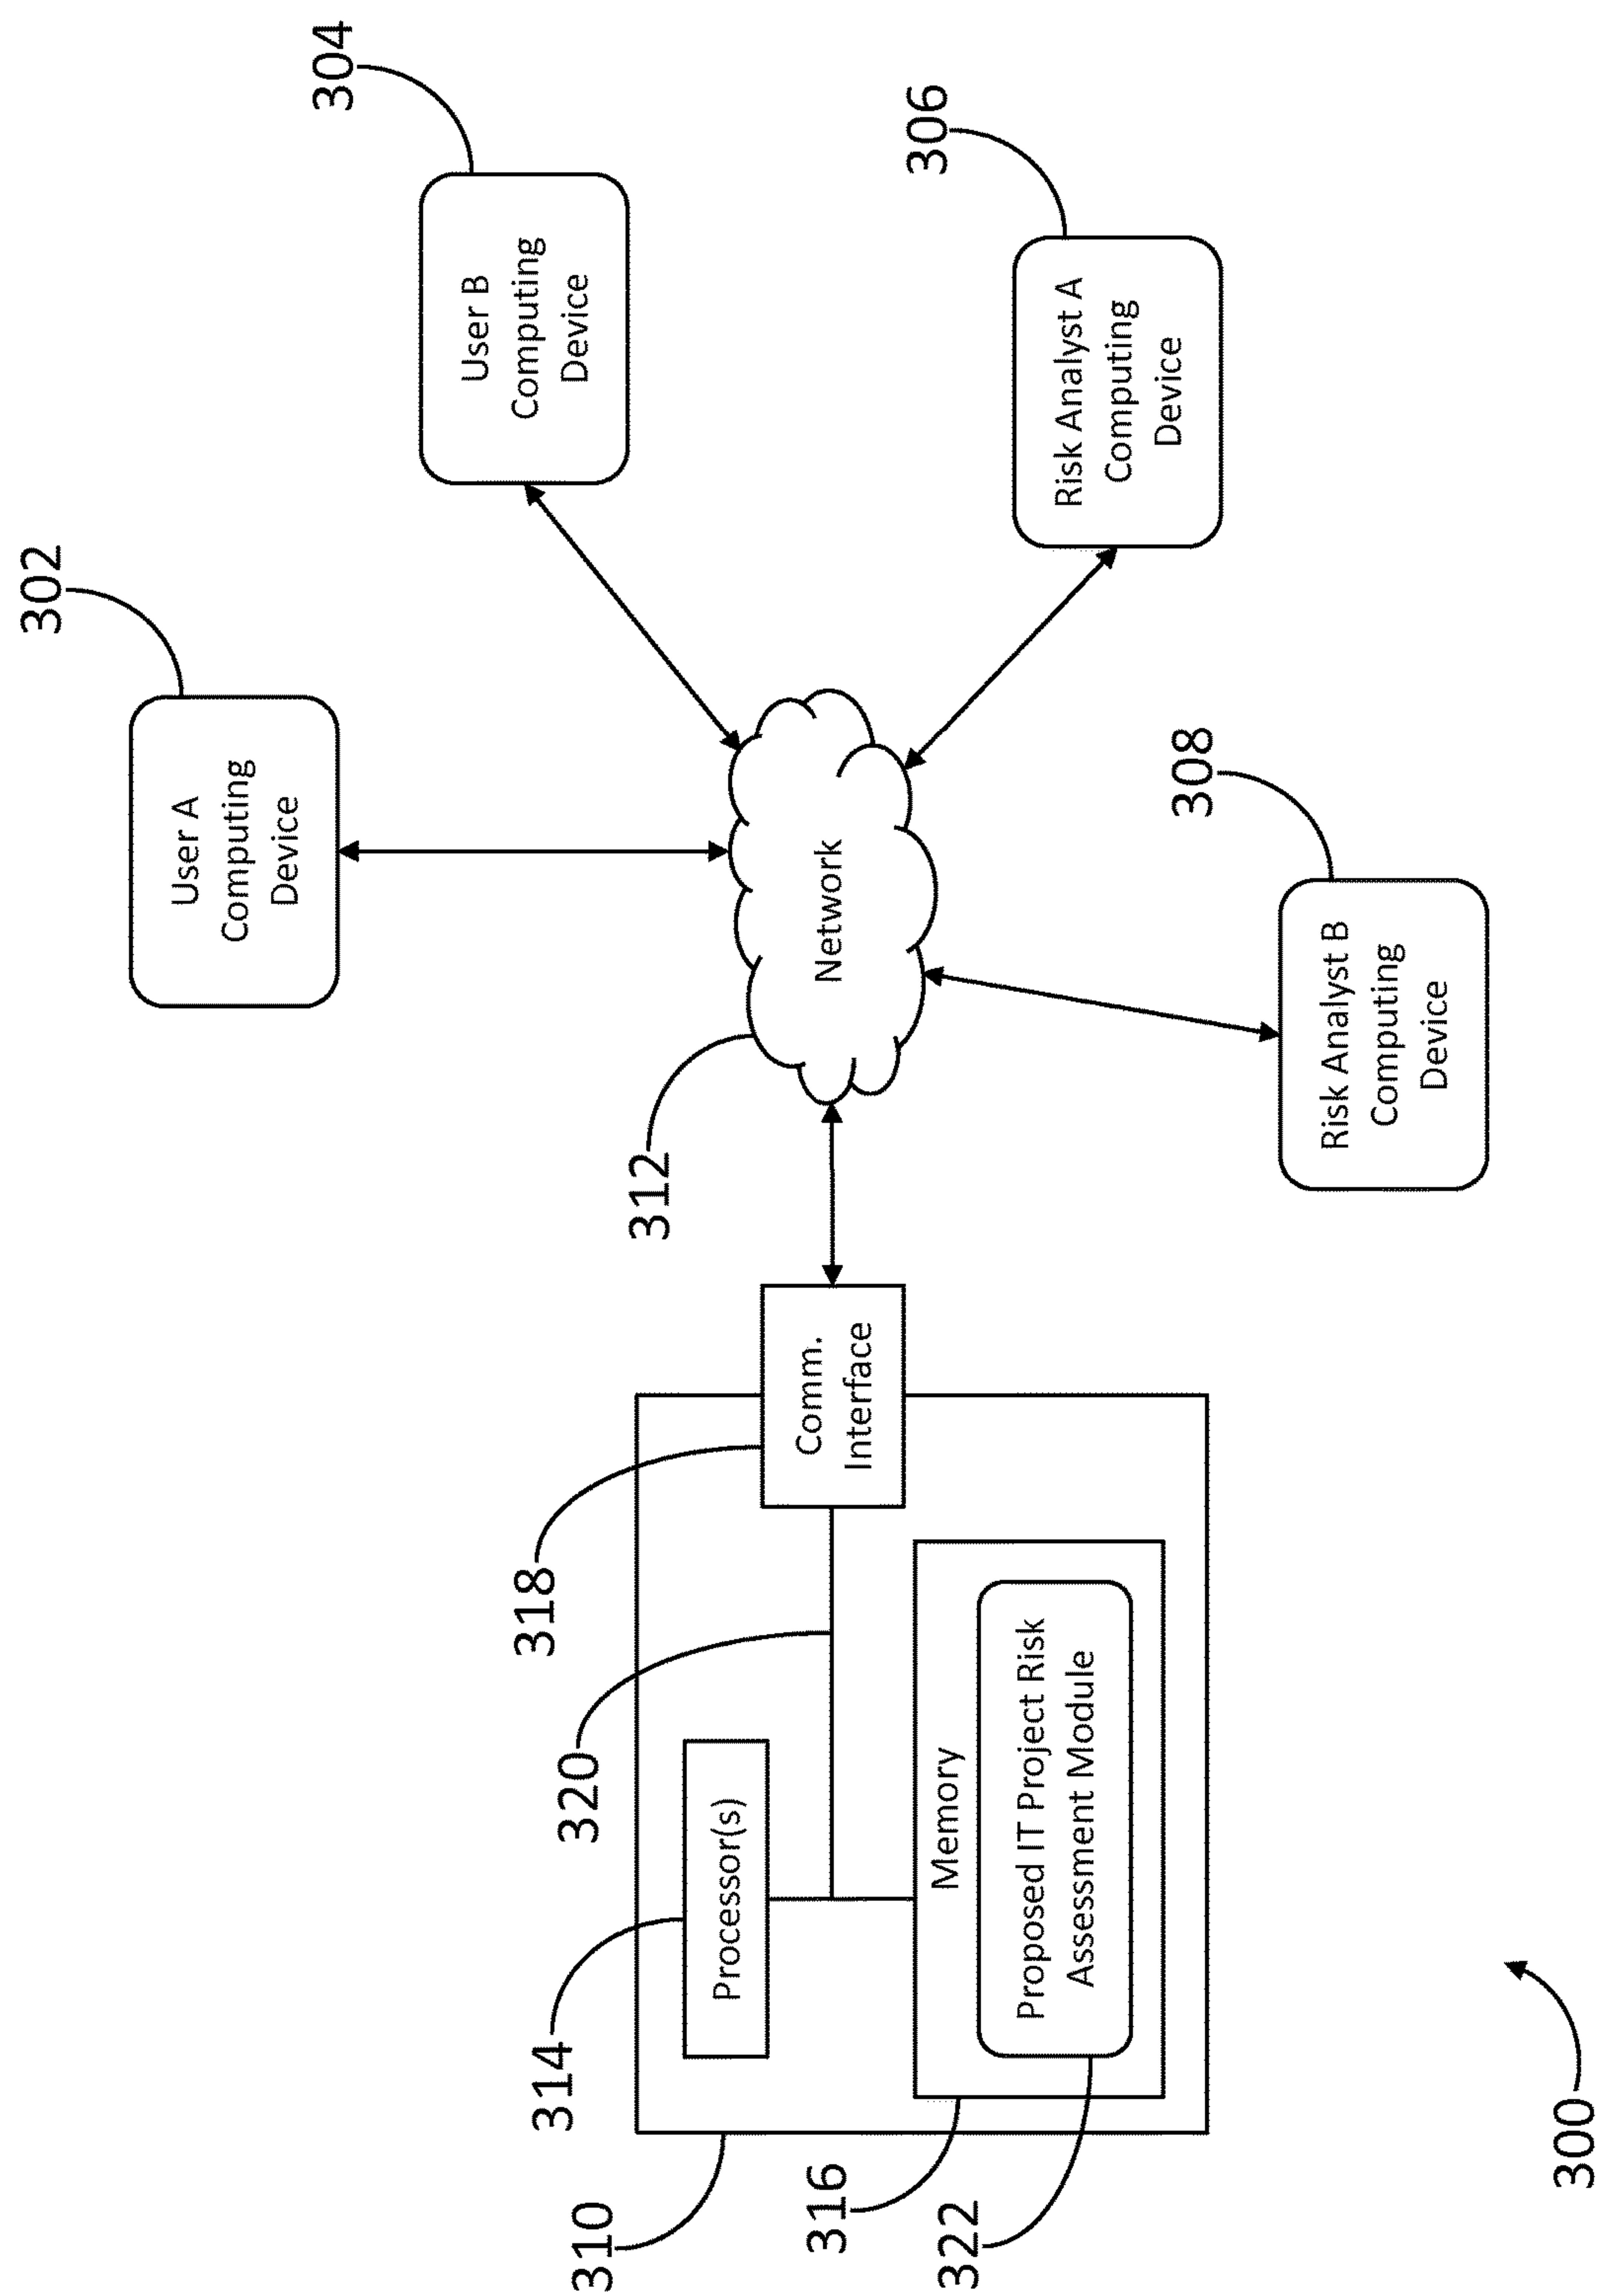 302
User A
Computing
Device
304
User B
Computing
Device
306
Risk Analyst A
Computing
Device
308
Risk Analyst B
Computing
Device
312
Network
318
Comm.
Interface
320
314
Processor(s)
310
Memory
316
Proposed IT Project Risk
Assessment Module
322
300